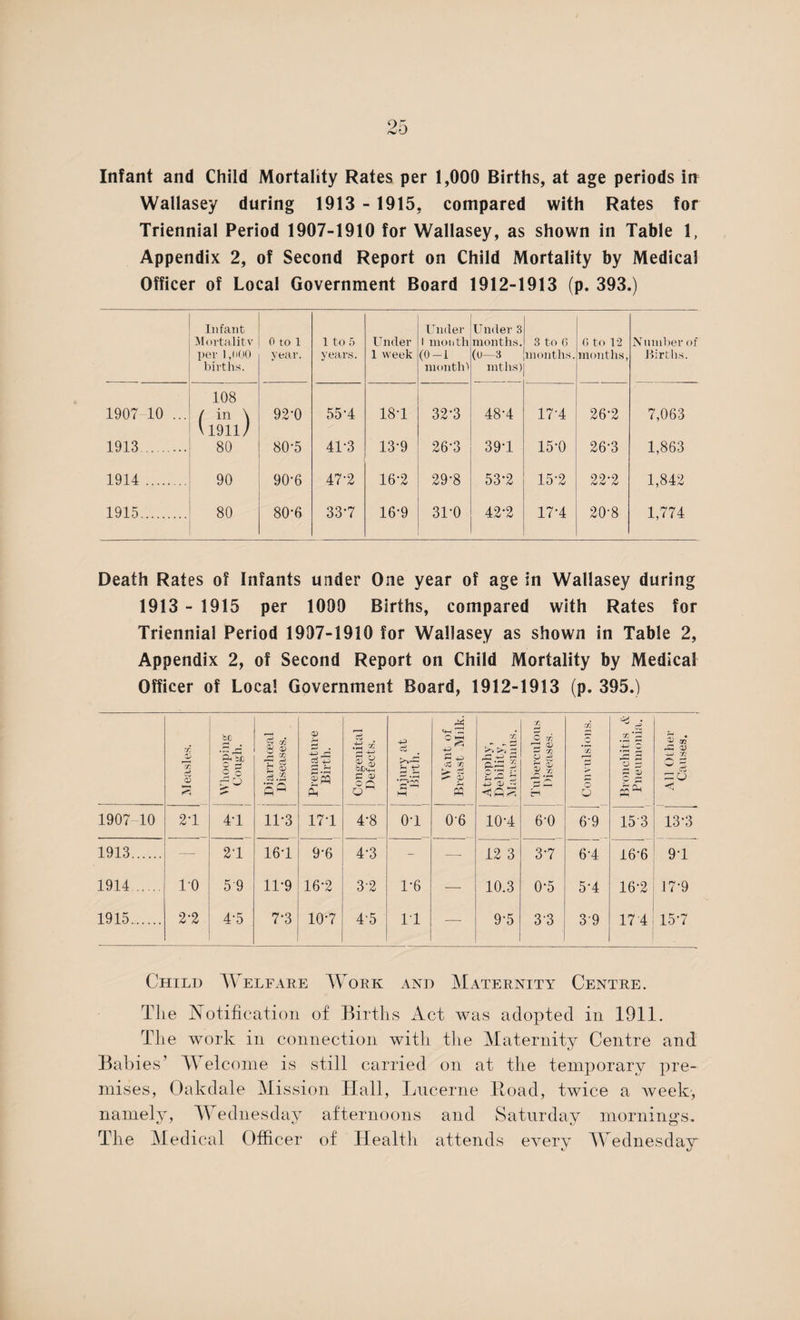 25
Infant and Child Mortality Rates per 1,000 Births, at age periods in
Wallasey during 1913 - 1915, compared with Rates for
Triennial Period 1907-1910 for Wallasey, as shown in Table 1,
Appendix 2, of Second Report on Child Mortality by Medical
Officer of Local Government Board 1912-1913 (p. 393.)
Infant Mortality per 1,000 births. | 0 to 1 year. | 1 to 5 years. | Under 1 week | Under 1 month (0—1 month) | Under 3 months. (0—3 mths) | 3 to 6 months. | 6 to 12 months, | Number of Births.
1907-10 ... | 108 (in 1911) | 92·0 | 55·4 | 18·1 | 32·3 | 48·4 | 17·4 | 26·2 | 7,063
1913 ......... | 80 | 80·5 | 41·3 | 13·9 | 26·3 | 39·1 | 15·0 | 26·3 | 1,863
1914 ......... | 90 | 90·6 | 47·2 | 16·2 | 29·8 | 53·2 | 15·2 | 22·2 | 1,842
1915.......... | 80 | 80·6 | 33·7 | 16·9 | 31·0 | 42·2 | 17·4 | 20·8 | 1,774
Death Rates of Infants under One year of age in Wallasey during
1913 - 1915 per 1000 Births, compared with Rates for
Triennial Period 1907-1910 for Wallasey as shown in Table 2,
Appendix 2, of Second Report on Child Mortality by Medical
Officer of Local Government Board, 1912-1913 (p. 395.)
Measles. | Whooping Cough. | Diarrhœal Diseases. | Premature Birth. | Congenital Defects. | Injury at Birth. | Want of Breast Milk. | Atrophy, Debility, Marasmus. | Tuberculous Diseases. | Convulsions. | Bronchitis & Pneumonia. | All Other Causes.
1907-10 | 2·1 | 4·1 | 11·3 | 17·1 | 4·8 | 0·1 | 0·6 | 10·4 | 6·0 | 6·9 | 15·3 | 13·3
1913...... | — | 2·1 | 16·1 | 9·6 | 4·3 | - | — | 12 3 | 3·7 | 6·4 | 16·6 | 9·1
1914 ...... | 1·0 | 5 9 | 11·9 | 16·2 | 3·2 | 1·6 | — | 10.3 | 0·5 | 5·4 | 16·2 | 17·9
1915...... | 2·2 | 4·5 | 7·3 | 10·7 | 4·5 | 1·1 | — | 9·5 | 3·3 | 3·9 | 17·4 | 15·7
Child Welfare Work and Maternity Centre.
The Notification of Births Act was adopted in 1911.
The work in connection with the Maternity Centre and
Babies' Welcome is still carried on at the temporary pre-
mises, Oakdale Mission Hall, Lucerne Road, twice a week,
namely, Wednesday afternoons and Saturday mornings.
The Medical Officer of Health attends every Wednesday